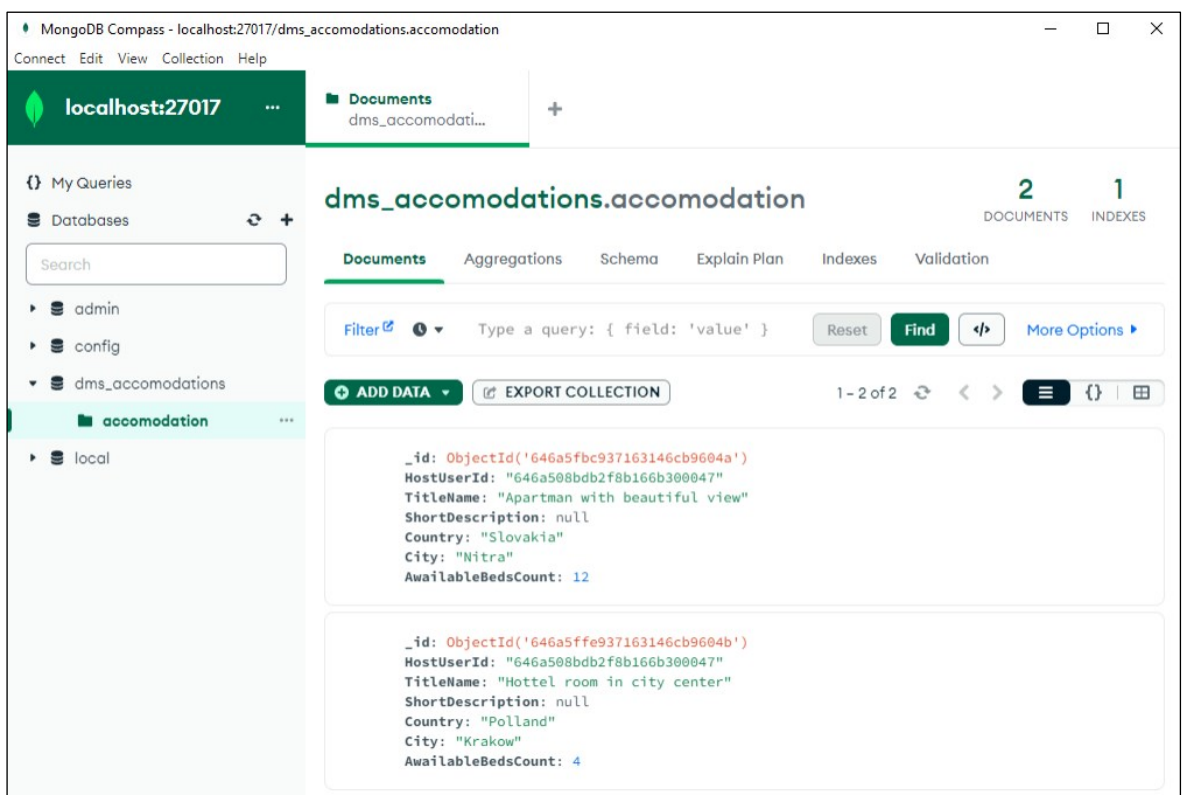 MongoDB Compass - localhost:27017/dms_accomodations.accomodation
Connect Edit View Collection Help
localhost:27017 ...
Documents
dms_accomodati...
+
{} My Queries
Databases
Search
admin
config
dms_accomodations
accomodation ...
local
dms_accomodations.accomodation
2
DOCUMENTS
1
INDEXES
Documents Aggregations Schema Explain Plan Indexes Validation
Filter Type a query: { field: 'value' } Reset Find </> More Options
ADD DATA EXPORT COLLECTION 1 – 2 of 2 < > {}
_id: ObjectId('646a5fbc937163146cb9604a')
HostUserId: "646a508bdb2f8b166b300047"
TitleName: "Apartman with beautiful view"
ShortDescription: null
Country: "Slovakia"
City: "Nitra"
AwailableBedsCount: 12
_id: ObjectId('646a5ffe937163146cb9604b')
HostUserId: "646a508bdb2f8b166b300047"
TitleName: "Hottel room in city center"
ShortDescription: null
Country: "Polland"
City: "Krakow"
AwailableBedsCount: 4